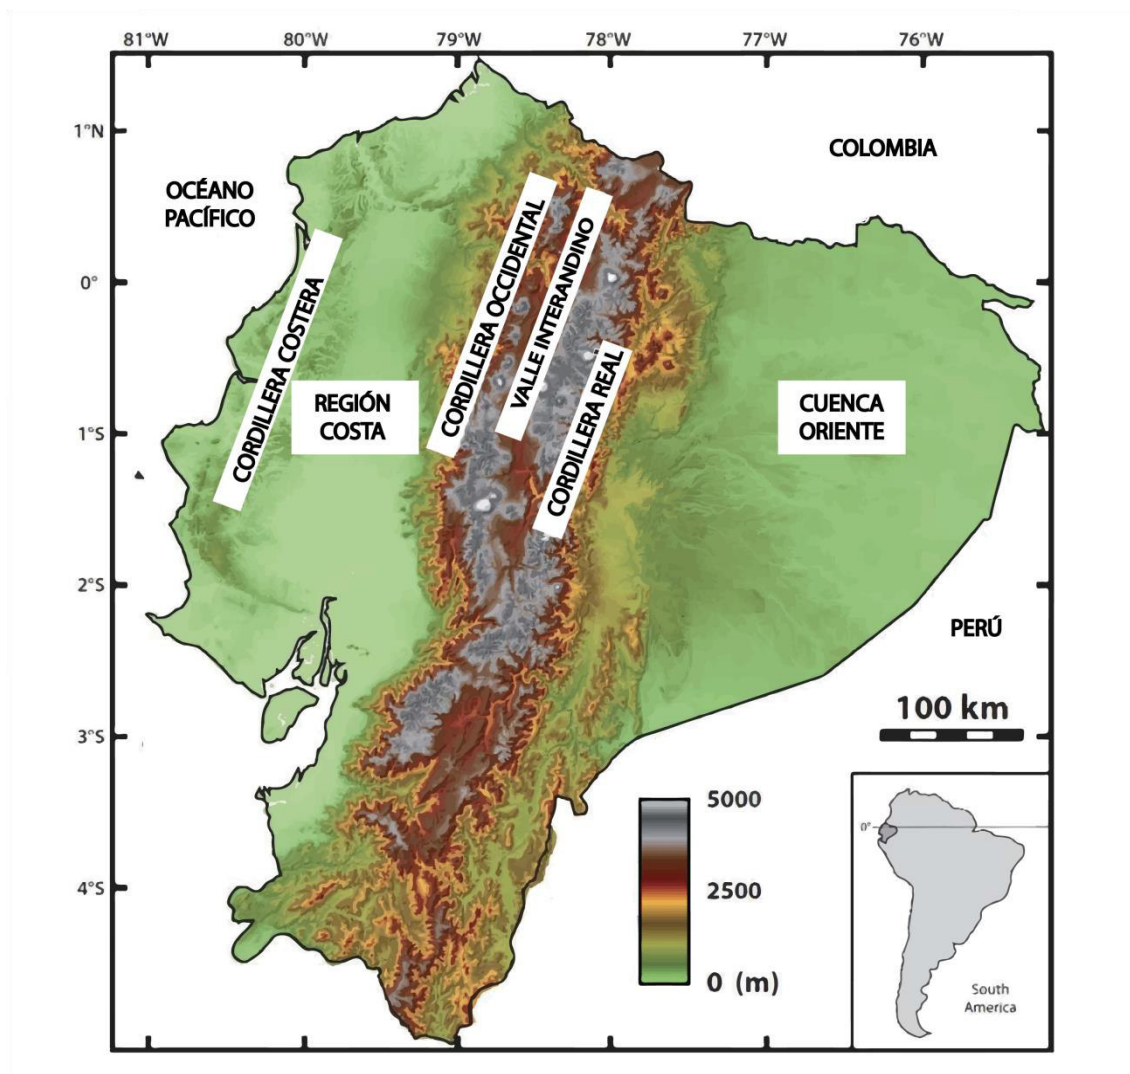 81°W 80°W 79°W 78°W 77°W 76°W
1°N
0°
1°S
2°S
3°S
4°S
OCÉANO
PACÍFICO
COLOMBIA
CORDILLERA COSTERA
REGIÓN
COSTA
CORDILLERA OCCIDENTAL
VALLE INTERANDINO
CORDILLERA REAL
CUENCA
ORIENTE
PERÚ
100 km
5000
2500
0 (m)
0°
South
America